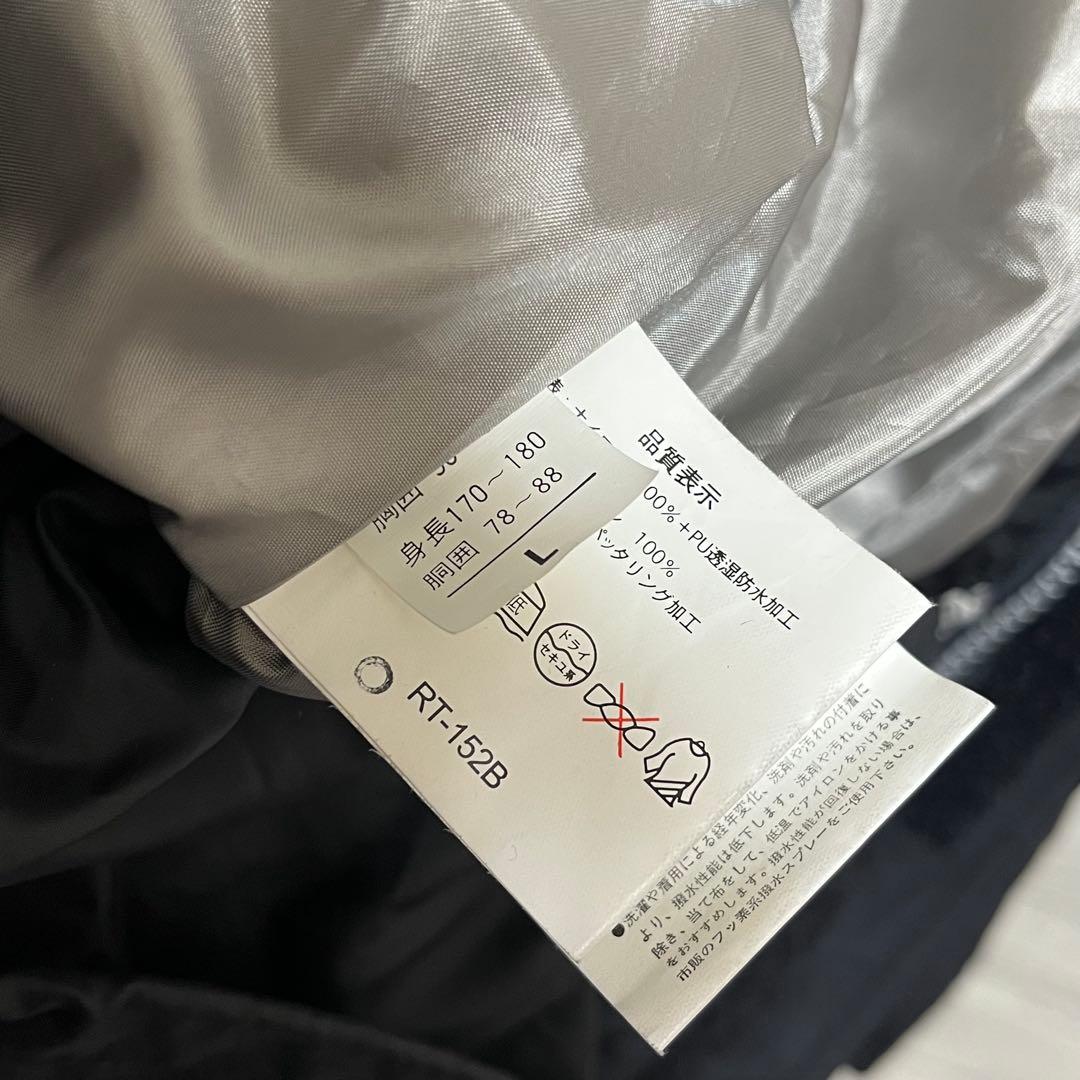 品質表示
00%+PU透湿防水加工
100%
パッタリング加工
身長170〜180
胴囲 78〜88
L
ドライ
セキユ系
RT-152B
●洗濯や着用による経年変化、洗剤や汚れの付着に
より、撥水性能は低下します。洗剤や汚れを取り
除き、当て布をして、低温でアイロンをかける事
をおすすめします。撥水性能が回復しない場合は、
市販のフッ素系撥水スプレーをご使用下さい。